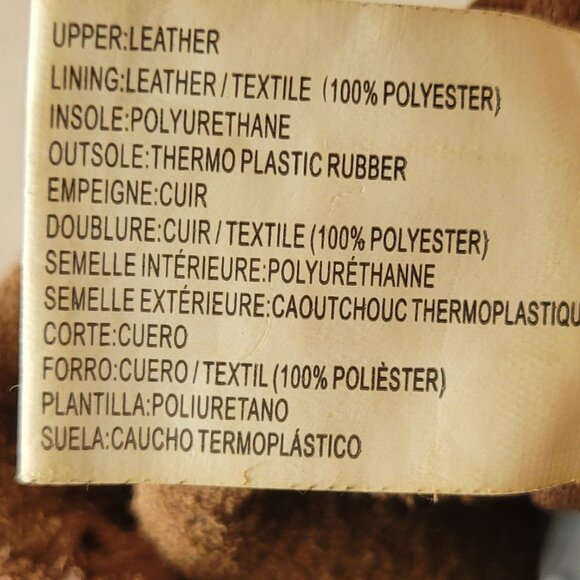 UPPER:LEATHER
LINING:LEATHER / TEXTILE (100% POLYESTER)
INSOLE:POLYURETHANE
OUTSOLE:THERMO PLASTIC RUBBER
EMPEIGNE:CUIR
DOUBLURE:CUIR / TEXTILE (100% POLYESTER)
SEMELLE INTÉRIEURE:POLYURÉTHANNE
SEMELLE EXTÉRIEURE:CAOUTCHOUC THERMOPLASTIQU
CORTE:CUERO
FORRO:CUERO / TEXTIL (100% POLIÈSTER)
PLANTILLA:POLIURETANO
SUELA:CAUCHO TERMOPLÁSTICO